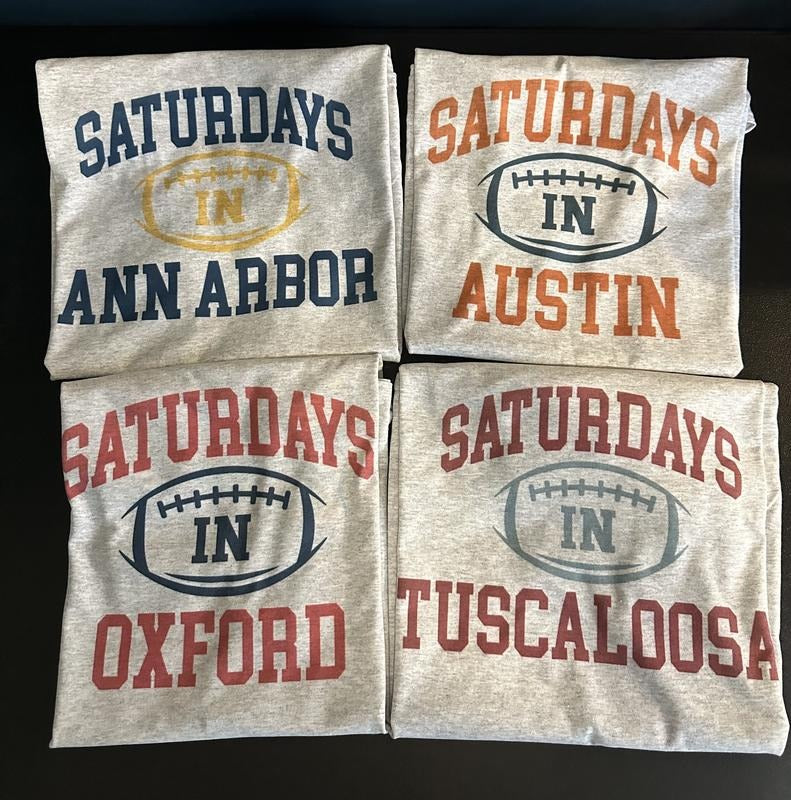 SATURDAYS
IN
ANN ARBOR
SATURDAYS
IN
AUSTIN
SATURDAYS
IN
OXFORD
SATURDAYS
IN
TUSCALOOSA